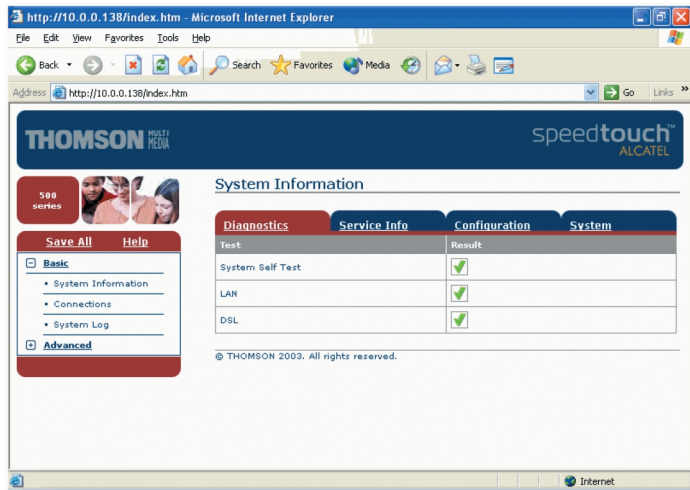 http://10.0.0.138/index.htm - Microsoft Internet Explorer
File Edit View Favorites Tools Help
Back Search Favorites Media
Address http://10.0.0.138/index.htm Go Links »
THOMSON MULTI MEDIA
speedtouch™
ALCATEL
500 series
System Information
Save All Help
Diagnostics Service Info Configuration System
Test Result
Basic
System Information
Connections
System Log
Advanced
System Self Test
LAN
DSL
© THOMSON 2003. All rights reserved.
Internet